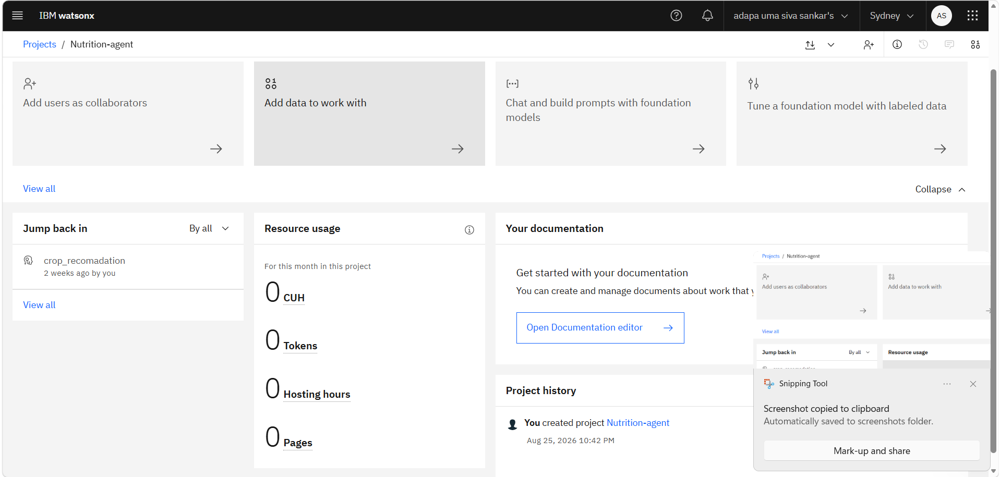 IBM watsonx
adapa uma siva sankar's
Sydney
AS
Projects / Nutrition-agent
Add users as collaborators
Add data to work with
Chat and build prompts with foundation
models
Tune a foundation model with labeled data
View all
Collapse
Jump back in
By all
crop_recomadation
2 weeks ago by you
View all
Resource usage
For this month in this project
0 CUH
0 Tokens
0 Hosting hours
0 Pages
Your documentation
Get started with your documentation
You can create and manage documents about work that
Open Documentation editor
Project history
You created project Nutrition-agent
Aug 25, 2026 10:42 PM
Projects / Nutrition-agent
Add users as collaborators
Add data to work with
View all
Jump back in
By all
Resource usage
Snipping Tool
Screenshot copied to clipboard
Automatically saved to screenshots folder.
Mark-up and share